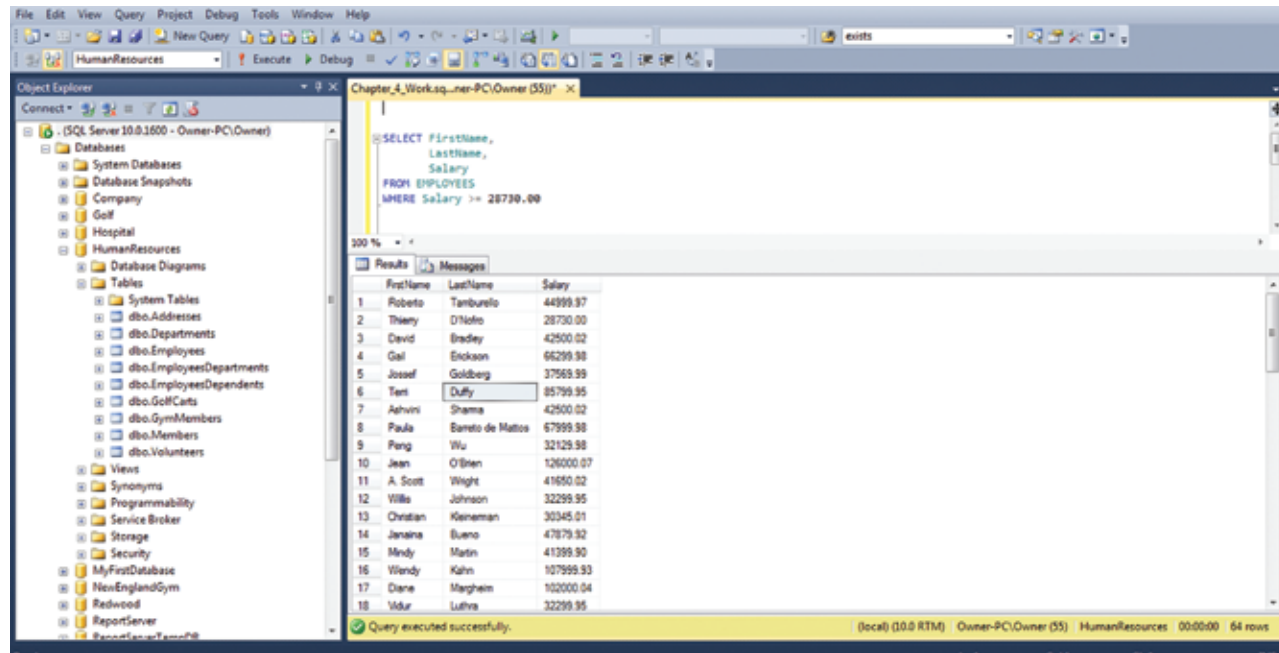 File Edit View Query Project Debug Tools Window Help
New Query
exists
HumanResources
Execute
Debug
Object Explorer
Connect
. (SQL Server 10.0.1600 - Owner-PC\Owner)
Databases
System Databases
Database Snapshots
Company
Golf
Hospital
HumanResources
Database Diagrams
Tables
System Tables
dbo.Addresses
dbo.Departments
dbo.Employees
dbo.EmployeesDepartments
dbo.EmployeesDependents
dbo.GolfCarts
dbo.GymMembers
dbo.Members
dbo.Volunteers
Views
Synonyms
Programmability
Service Broker
Storage
Security
MyFirstDatabase
NewEnglandGym
Redwood
ReportServer
ReportServerTempDB
Chapter_4_Work.sq...ner-PC\Owner (55))*
SELECT FirstName,
LastName,
Salary
FROM EMPLOYEES
WHERE Salary >= 28730.00
100 %
Results Messages
FirstName LastName Salary
1 Roberto Tamburello 44999.97
2 Thierry D'Nofro 28730.00
3 David Bradley 42500.02
4 Gail Erickson 66299.98
5 Jossef Goldberg 37569.99
6 Terri Duffy 85799.95
7 Ashvini Sharma 42500.02
8 Paula Barreto de Mattos 67999.98
9 Peng Wu 32129.98
10 Jean O'Brien 126000.07
11 A. Scott Wright 41650.02
12 Willis Johnson 32299.95
13 Christian Kleinerman 30345.01
14 Janaina Bueno 47879.92
15 Mindy Martin 41399.90
16 Wendy Kahn 107999.93
17 Diane Margheim 102000.04
18 Vidur Luthra 32299.95
Query executed successfully.
(local) (10.0 RTM) Owner-PC\Owner (55) HumanResources 00:00:00 64 rows